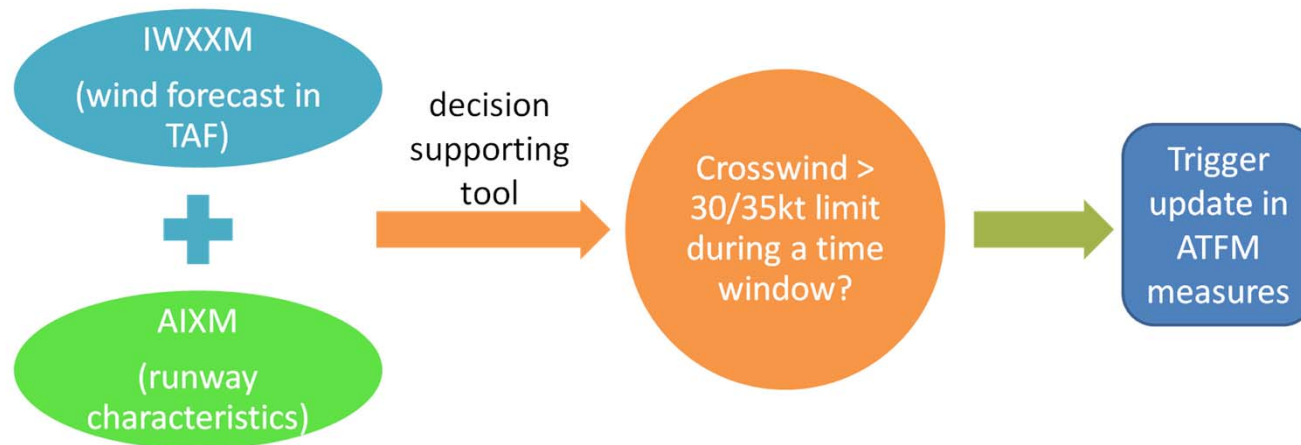 IWXXM
(wind forecast in
TAF)
AIXM
(runway
characteristics)
decision
supporting
tool
Crosswind >
30/35kt limit
during a time
window?
Trigger
update in
ATFM
measures